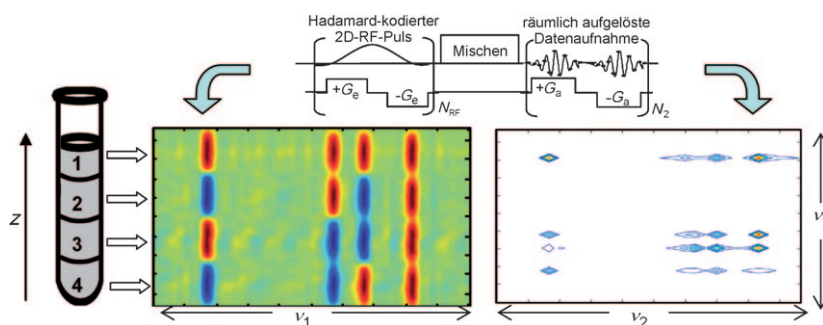 Hadamard-kodierter
2D-RF-Puls
Mischen
räumlich aufgelöste
Datenaufnahme
+Ge
-Ge
NRF
+Ga
-Ga
N2
z
1
2
3
4
ν1
ν2
ν